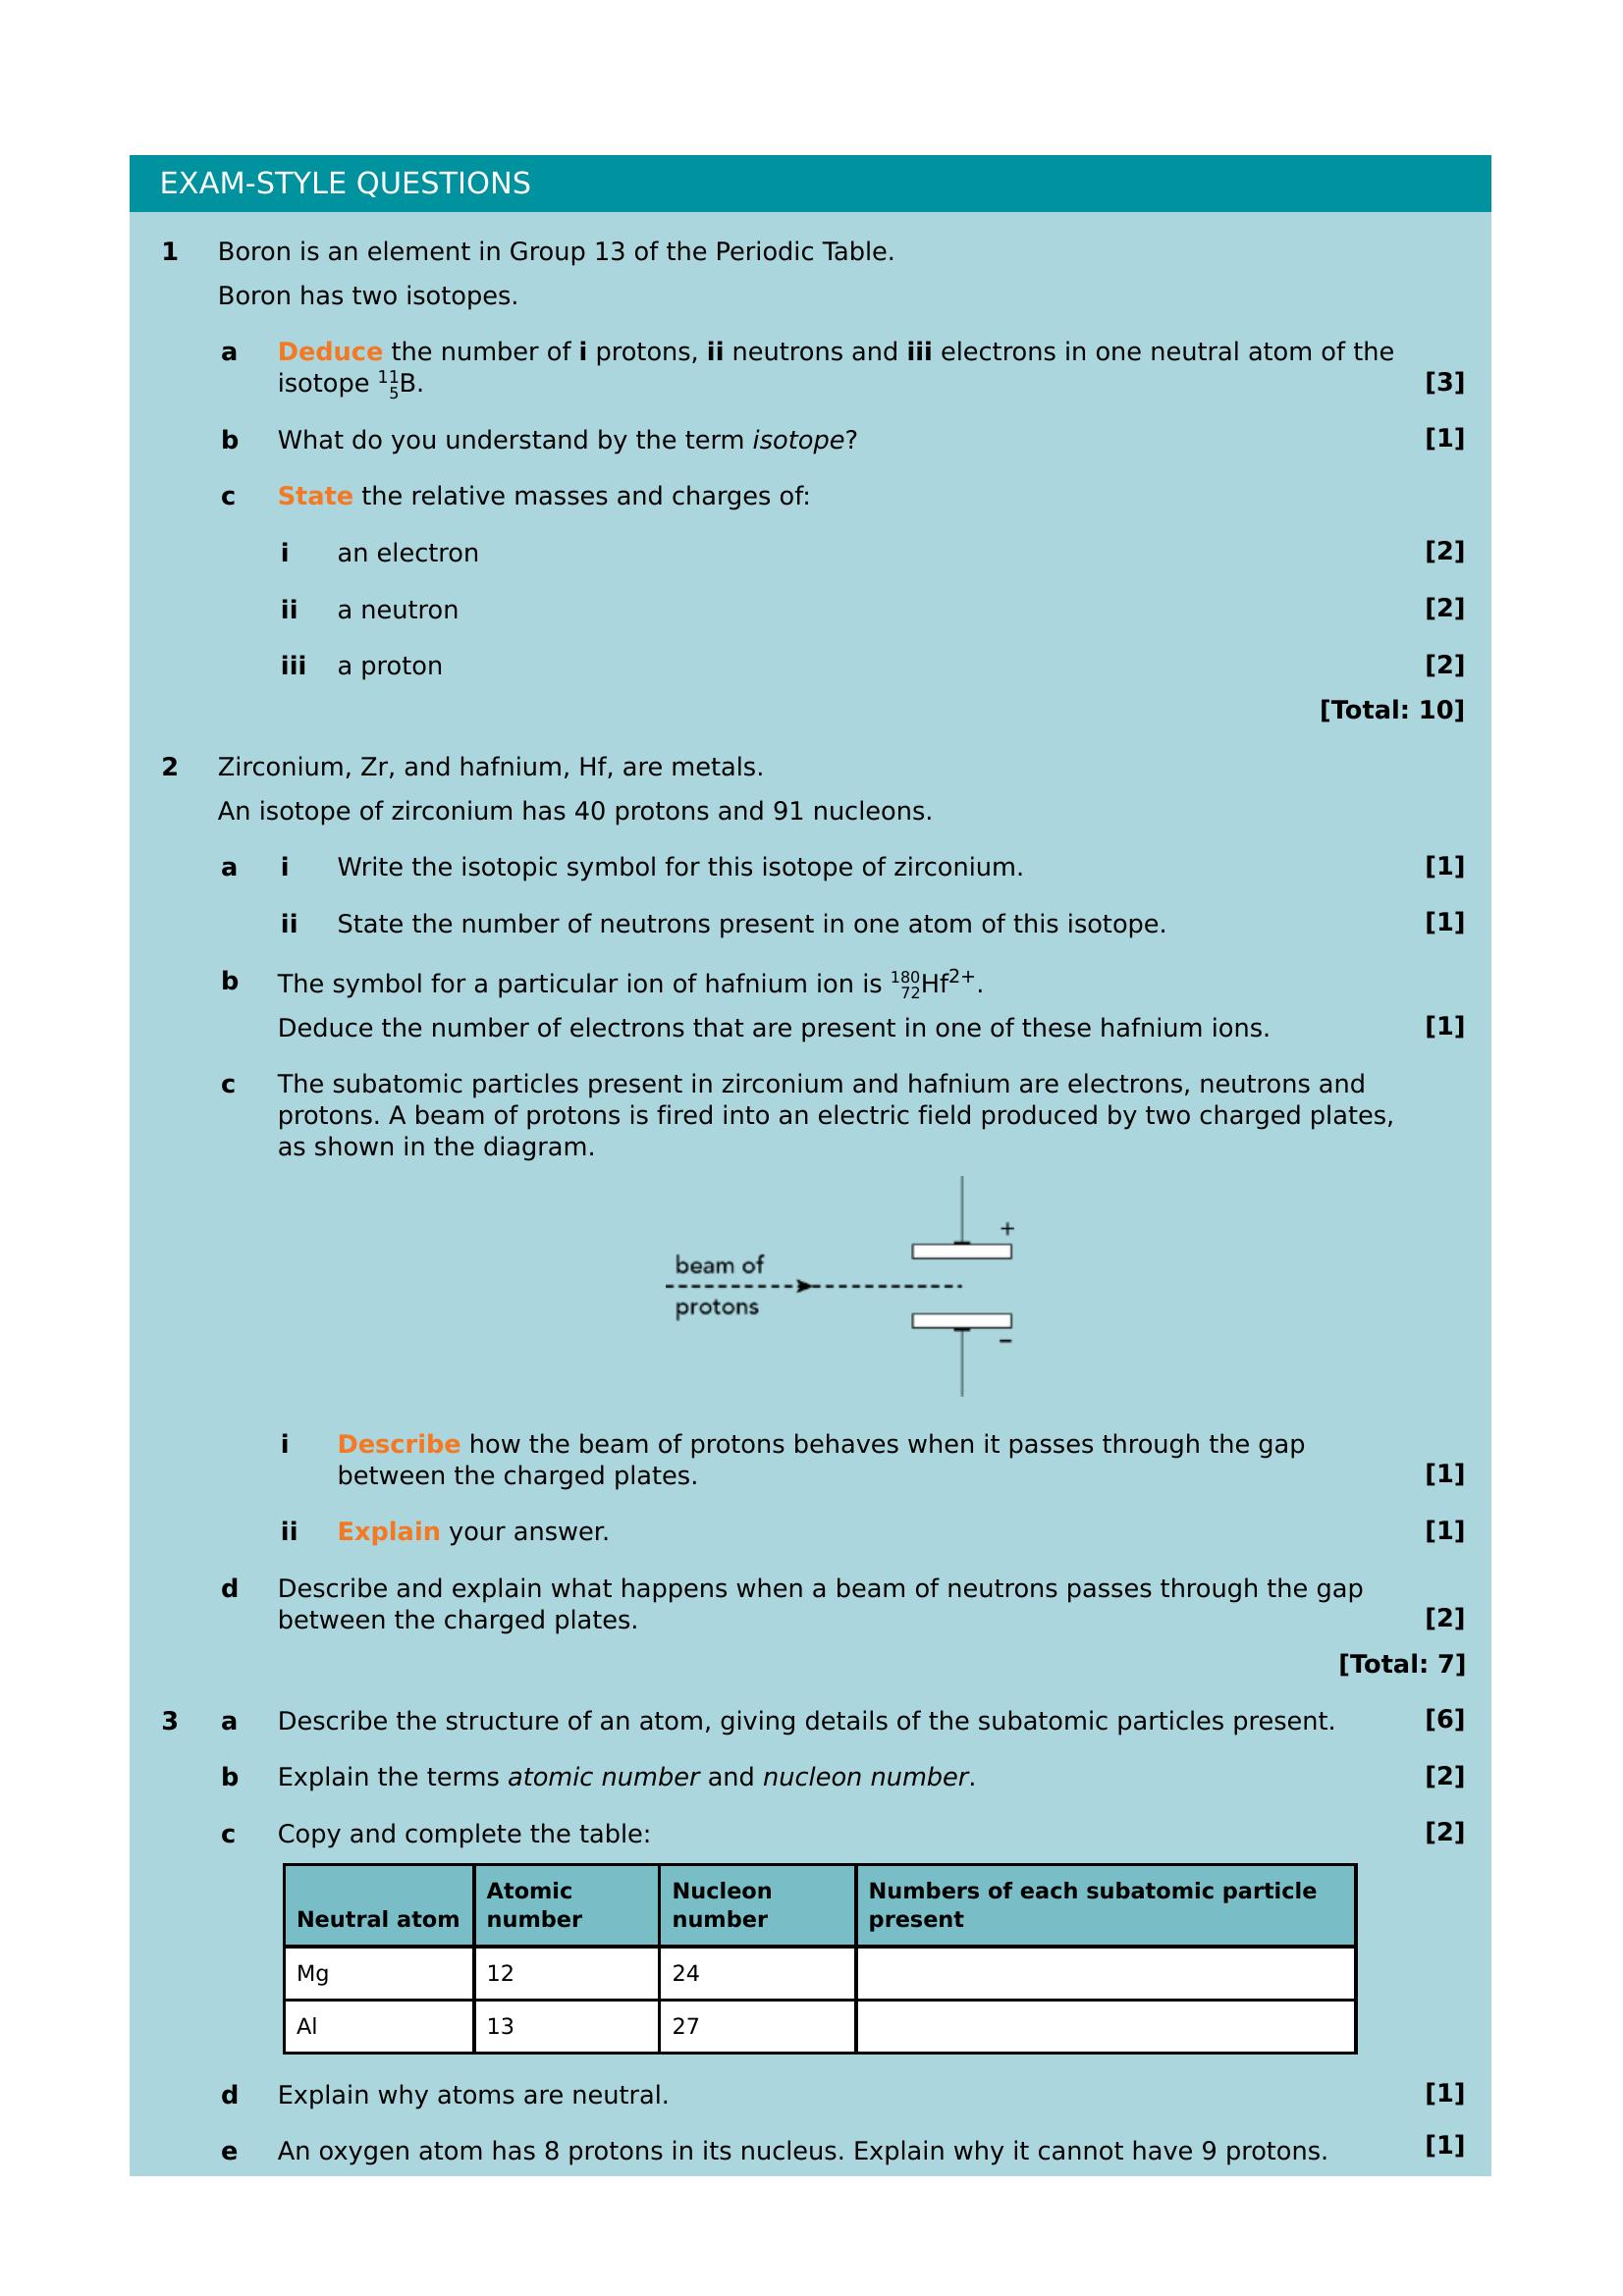 EXAM-STYLE QUESTIONS
1 Boron is an element in Group 13 of the Periodic Table.
Boron has two isotopes.
a Deduce the number of i protons, ii neutrons and iii electrons in one neutral atom of the
isotope ¹¹₅B. [3]
b What do you understand by the term isotope? [1]
c State the relative masses and charges of:
i an electron [2]
ii a neutron [2]
iii a proton [2]
[Total: 10]
2 Zirconium, Zr, and hafnium, Hf, are metals.
An isotope of zirconium has 40 protons and 91 nucleons.
a i Write the isotopic symbol for this isotope of zirconium. [1]
ii State the number of neutrons present in one atom of this isotope. [1]
b The symbol for a particular ion of hafnium ion is ¹⁸⁰₇₂Hf²⁺.
Deduce the number of electrons that are present in one of these hafnium ions. [1]
c The subatomic particles present in zirconium and hafnium are electrons, neutrons and
protons. A beam of protons is fired into an electric field produced by two charged plates,
as shown in the diagram.
+
beam of
protons
−
i Describe how the beam of protons behaves when it passes through the gap
between the charged plates. [1]
ii Explain your answer. [1]
d Describe and explain what happens when a beam of neutrons passes through the gap
between the charged plates. [2]
[Total: 7]
3 a Describe the structure of an atom, giving details of the subatomic particles present. [6]
b Explain the terms atomic number and nucleon number. [2]
c Copy and complete the table: [2]
Neutral atom Atomic number Nucleon number Numbers of each subatomic particle present
Mg 12 24
Al 13 27
d Explain why atoms are neutral. [1]
e An oxygen atom has 8 protons in its nucleus. Explain why it cannot have 9 protons. [1]